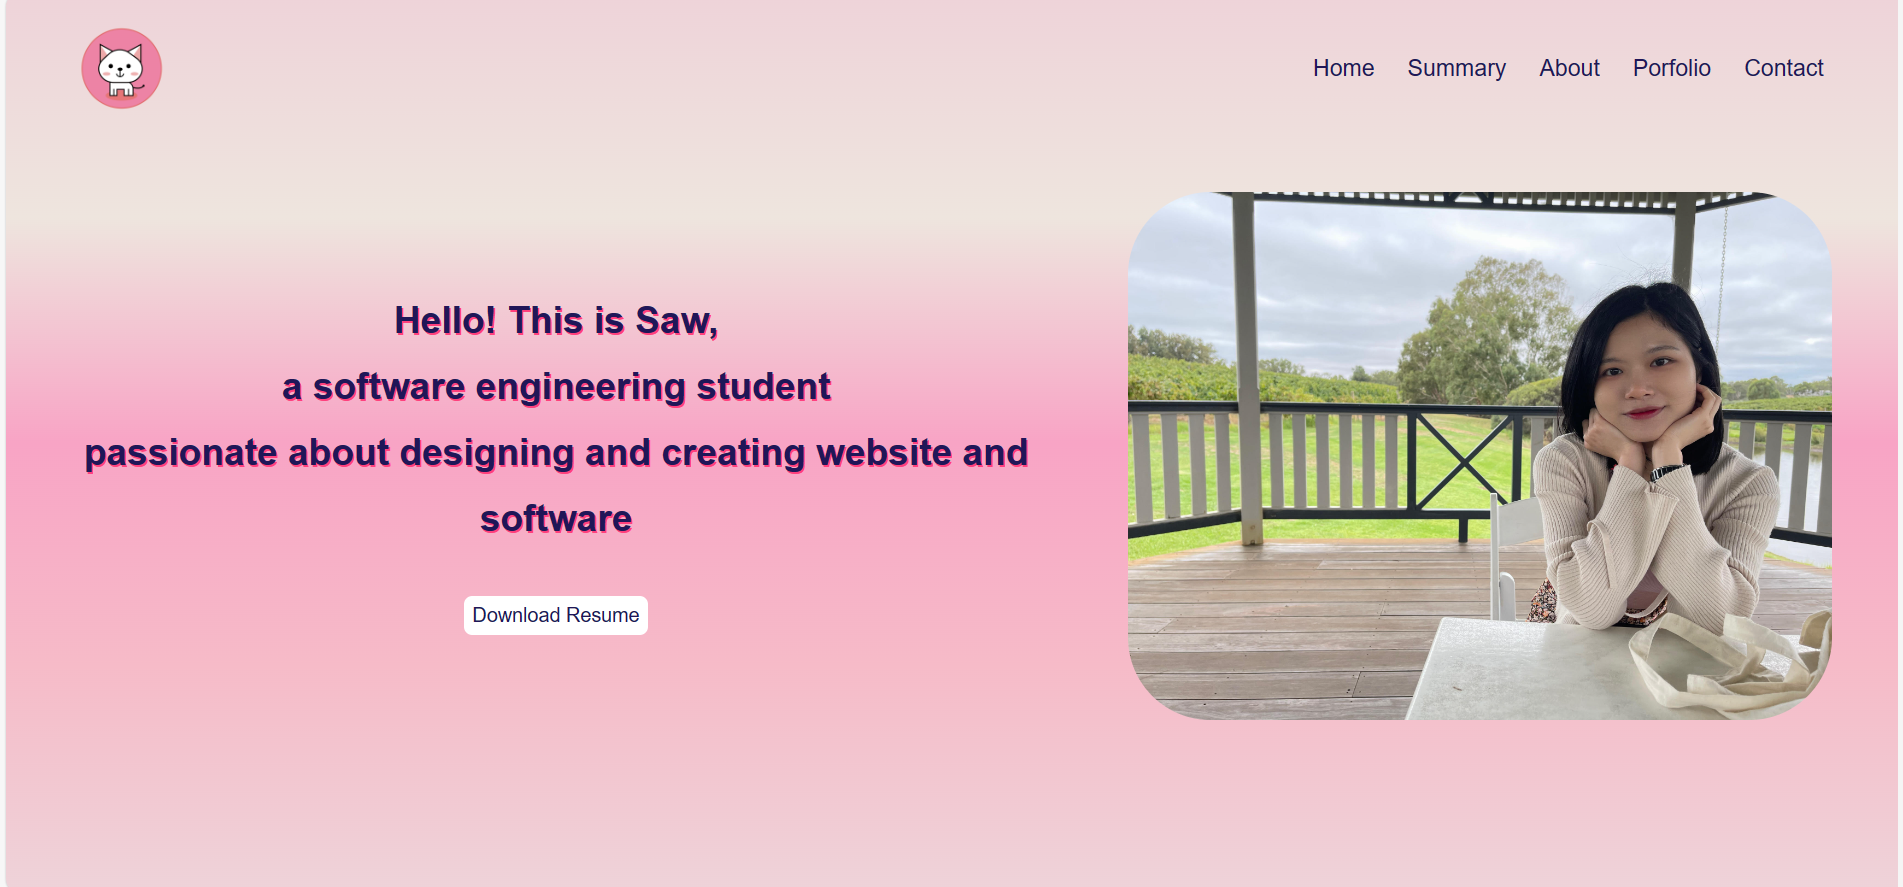 Home Summary About Porfolio Contact
Hello! This is Saw,
a software engineering student
passionate about designing and creating website and
software
Download Resume